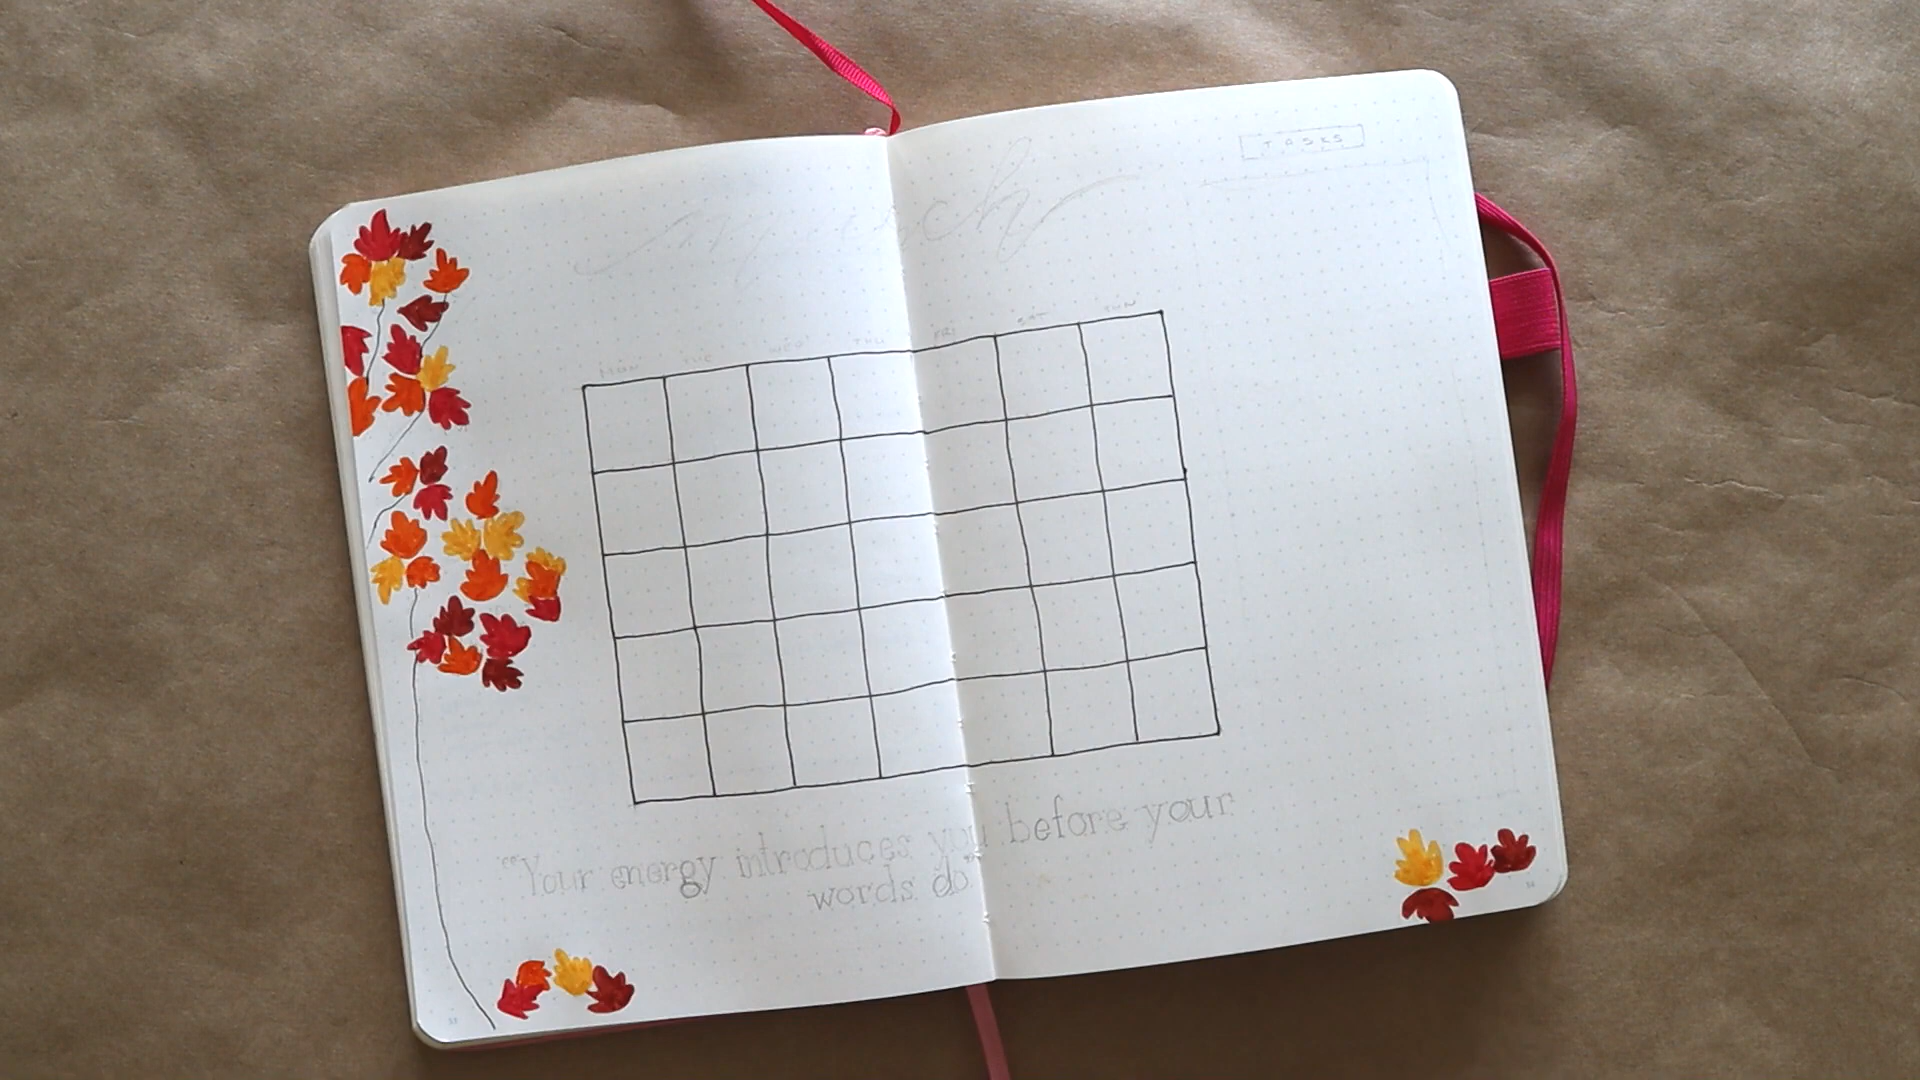 march
TASKS
MON TUE WED THU FRI SAT SUN
"Your energy introduces you before your
words do"